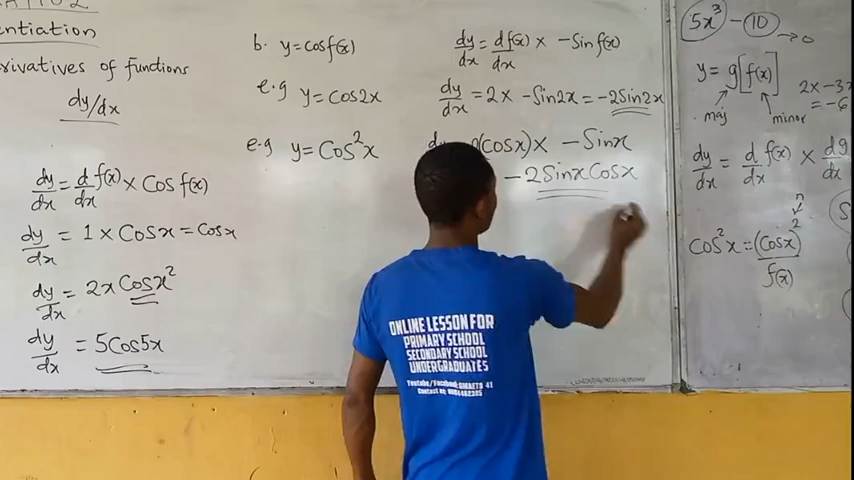 entiation
rivatives of functions
dy/dx
dy/dx = d/dx f(x) × Cos f(x)
dy/dx = 1 × Cosx = Cosx
dy/dx = 2x Cosx²
dy/dx = 5Cos5x
b. y = cosf(x)
e.g y = cos2x
e.g y = Cos²x
dy/dx = df(x)/dx × -Sinf(x)
dy/dx = 2× -Sin2x = -2Sin2x
(cosx) × -Sinx
-2SinxCosx
5x³ - 10 → 0
y = g[f(x)]
maj minor
2x-3x
= -6
dy/dx = d/dx f(x) × dg/dx
Cos²x = (Cosx)²
n
f(x)
ONLINE LESSON FOR
PRIMARY SCHOOL
SECONDARY SCHOOL
UNDERGRADUATES